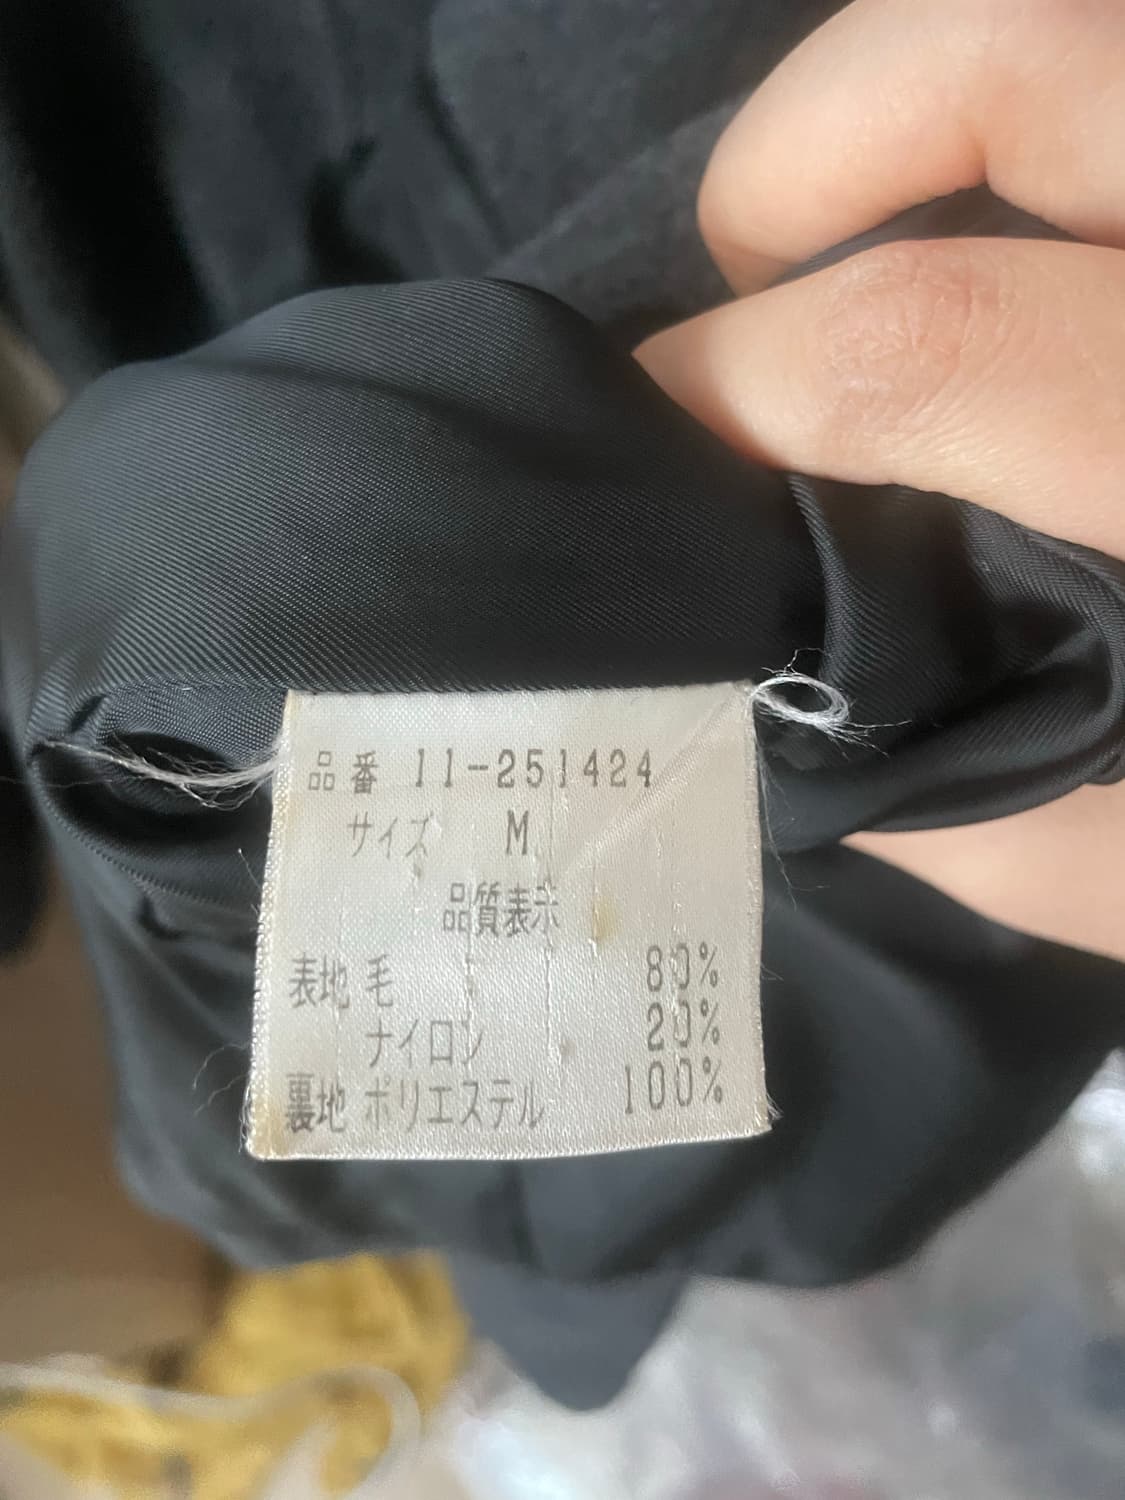 品番 11-251424
サイズ M
品質表示
表地 毛 80%
ナイロン 20%
裏地 ポリエステル 100%